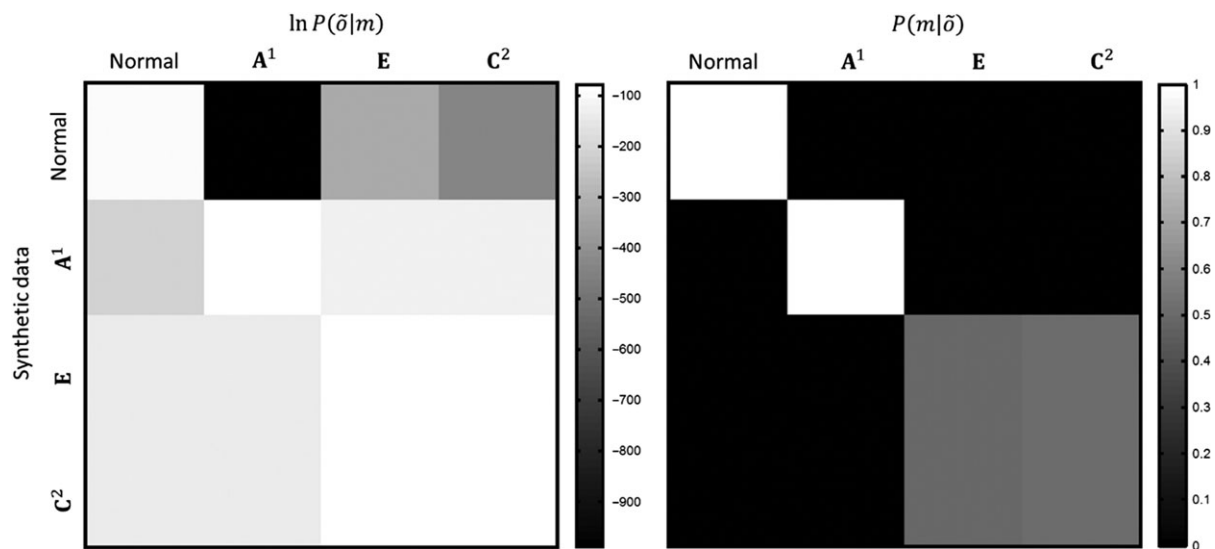 ln P(õ|m)
Normal A¹ E C²
Synthetic data
Normal
A¹
E
C²
−100
−200
−300
−400
−500
−600
−700
−800
−900
P(m|õ)
Normal A¹ E C²
1
0.9
0.8
0.7
0.6
0.5
0.4
0.3
0.2
0.1
0